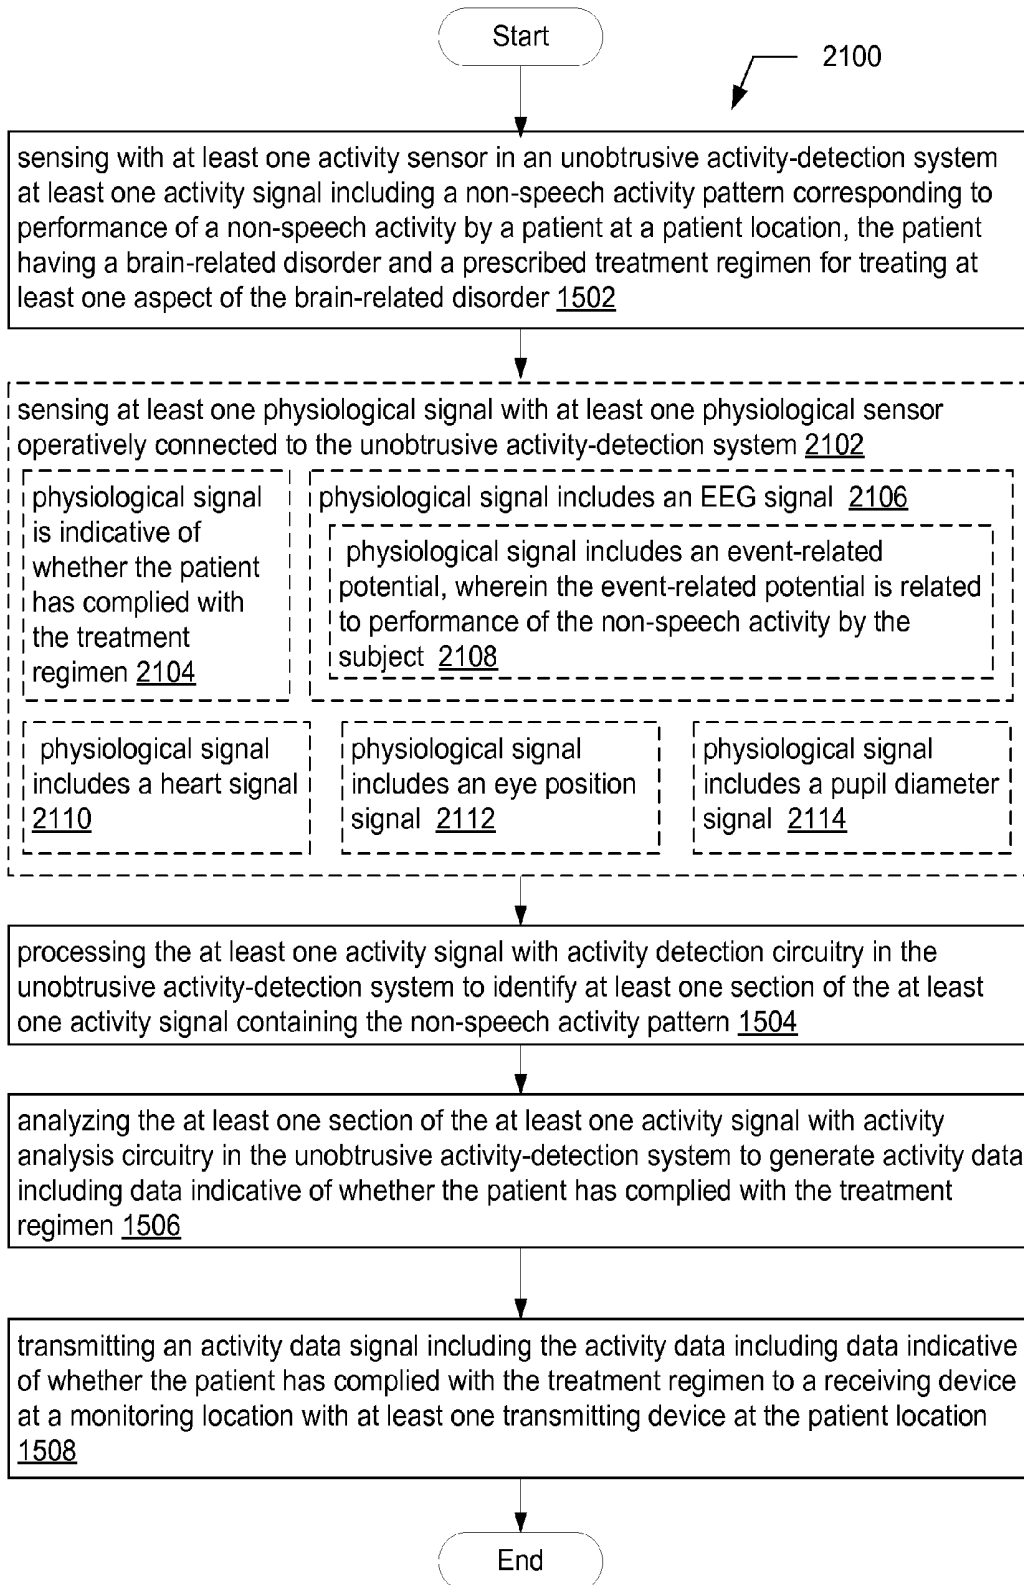 Start
2100
sensing with at least one activity sensor in an unobtrusive activity-detection system
at least one activity signal including a non-speech activity pattern corresponding to
performance of a non-speech activity by a patient at a patient location, the patient
having a brain-related disorder and a prescribed treatment regimen for treating at
least one aspect of the brain-related disorder 1502
sensing at least one physiological signal with at least one physiological sensor
operatively connected to the unobtrusive activity-detection system 2102
physiological signal
is indicative of
whether the patient
has complied with
the treatment
regimen 2104
physiological signal includes an EEG signal 2106
physiological signal includes an event-related
potential, wherein the event-related potential is related
to performance of the non-speech activity by the
subject 2108
physiological signal
includes a heart signal
2110
physiological signal
includes an eye position
signal 2112
physiological signal
includes a pupil diameter
signal 2114
processing the at least one activity signal with activity detection circuitry in the
unobtrusive activity-detection system to identify at least one section of the at least
one activity signal containing the non-speech activity pattern 1504
analyzing the at least one section of the at least one activity signal with activity
analysis circuitry in the unobtrusive activity-detection system to generate activity data
including data indicative of whether the patient has complied with the treatment
regimen 1506
transmitting an activity data signal including the activity data including data indicative
of whether the patient has complied with the treatment regimen to a receiving device
at a monitoring location with at least one transmitting device at the patient location
1508
End